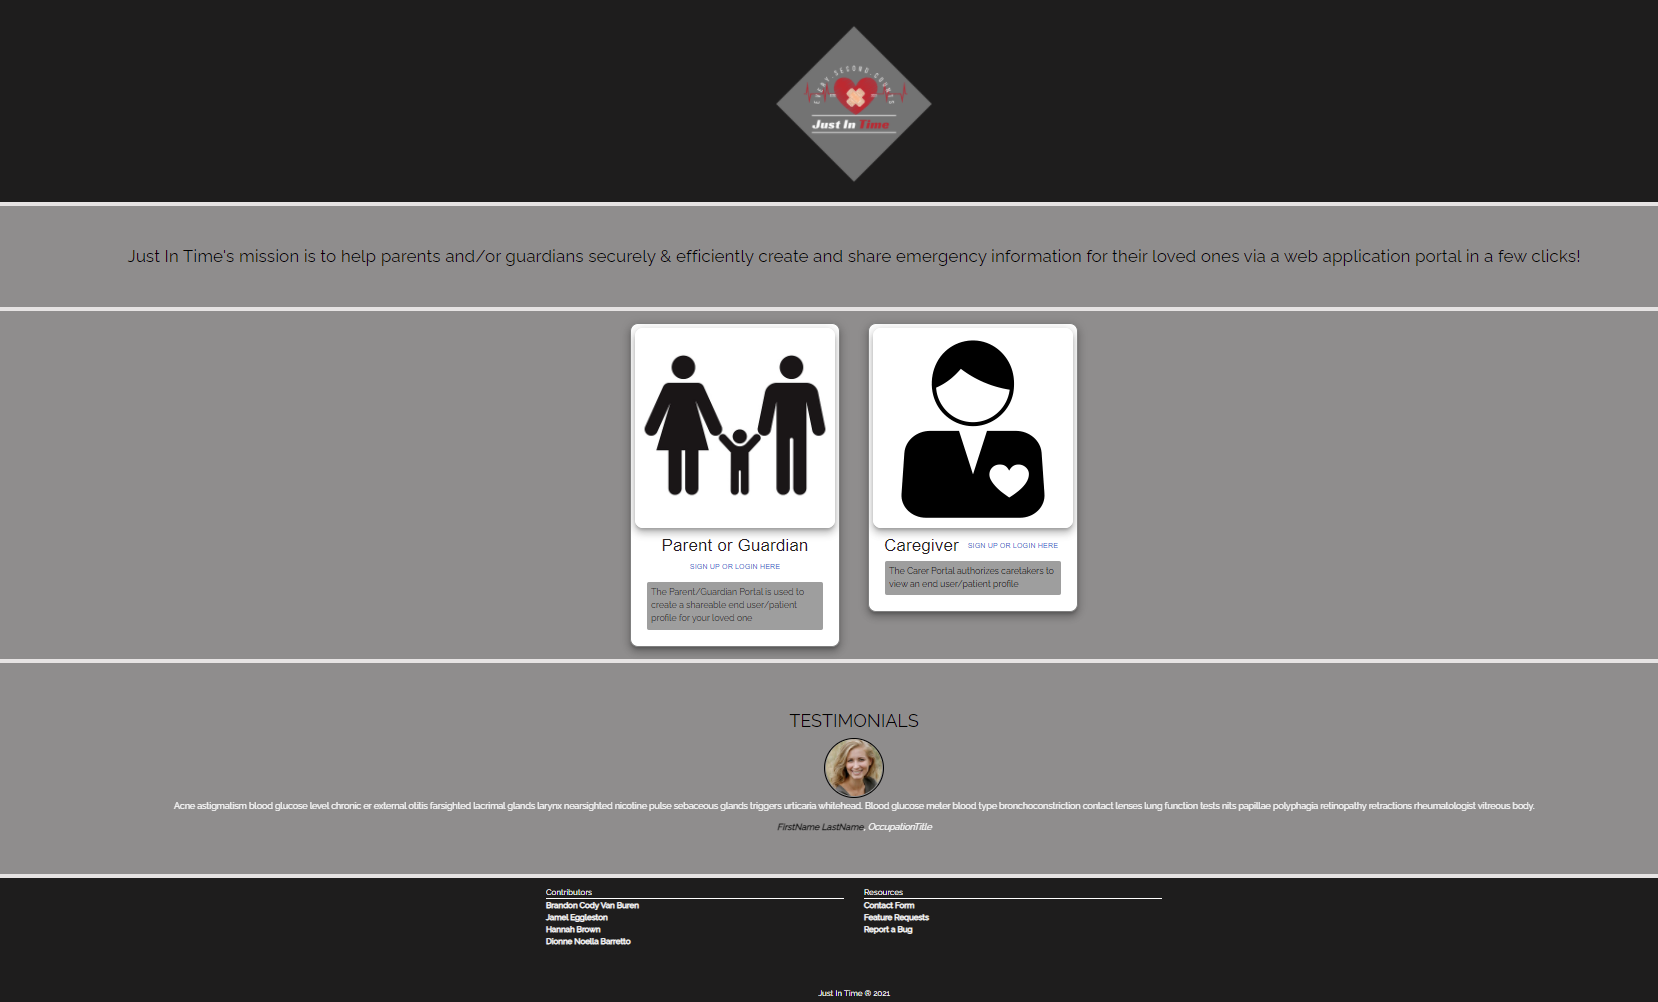 EVERY SECOND COUNTS
Just In Time
Just In Time's mission is to help parents and/or guardians securely & efficiently create and share emergency information for their loved ones via a web application portal in a few clicks!
Parent or Guardian
SIGN UP OR LOGIN HERE
The Parent/Guardian Portal is used to
create a shareable end user/patient
profile for your loved one
Caregiver SIGN UP OR LOGIN HERE
The Carer Portal authorizes caretakers to
view an end user/patient profile
TESTIMONIALS
Acne astigmatism blood glucose level chronic er external otitis farsighted lacrimal glands larynx nearsighted nicotine pulse sebaceous glands triggers urticaria whitehead. Blood glucose meter blood type bronchoconstriction contact lenses lung function tests nits papillae polyphagia retinopathy retractions rheumatologist vitreous body.
FirstName LastName, OccupationTitle
Contributors
Brandon Cody Van Buren
Jamel Eggleston
Hannah Brown
Dionne Noella Barretto
Resources
Contact Form
Feature Requests
Report a Bug
Just In Time ® 2021